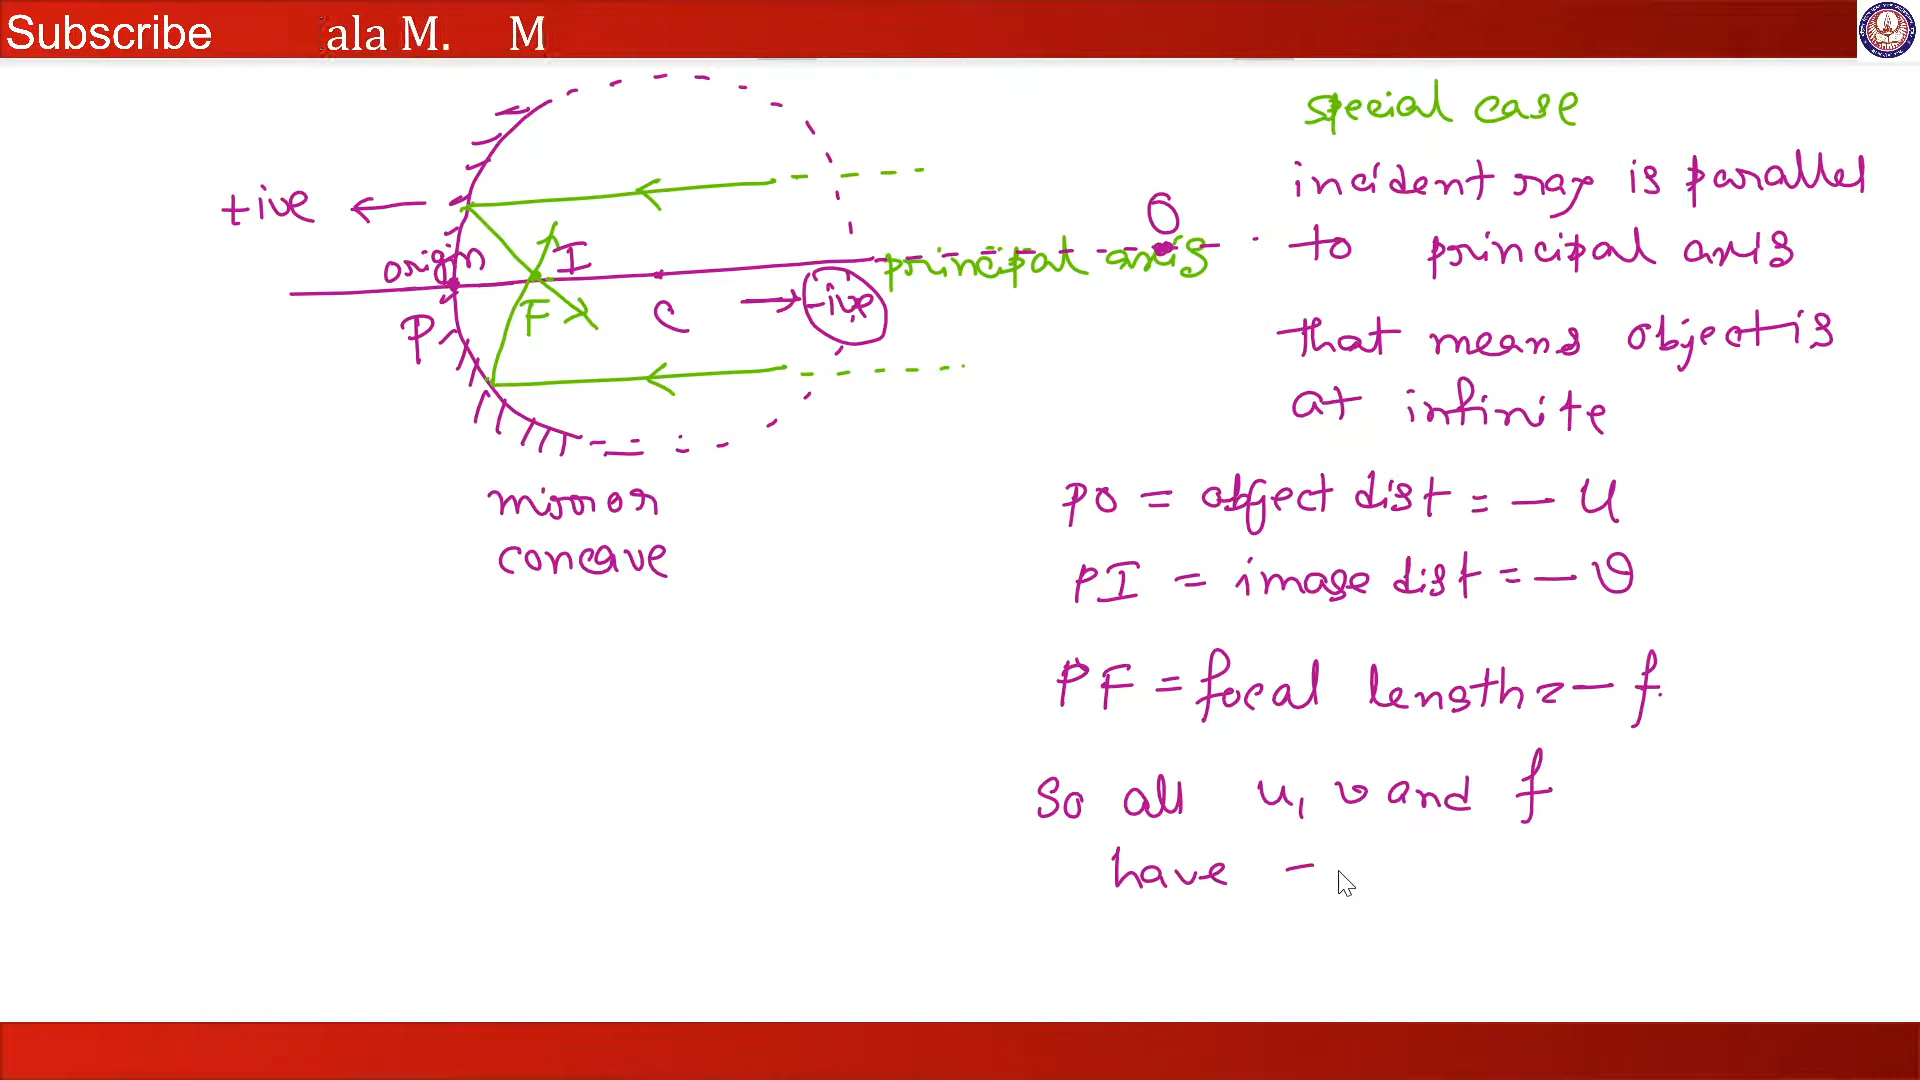 Subscribe ala M. M
special case
incident ray is parallel
to principal axis
that means object is
at infinite
+ive
origin
I
O
principal axis
P
F
C
-ive
mirror
concave
PO = object dist = - u
PI = image dist = - v
PF = focal length = - f.
So all u, v and f
have -